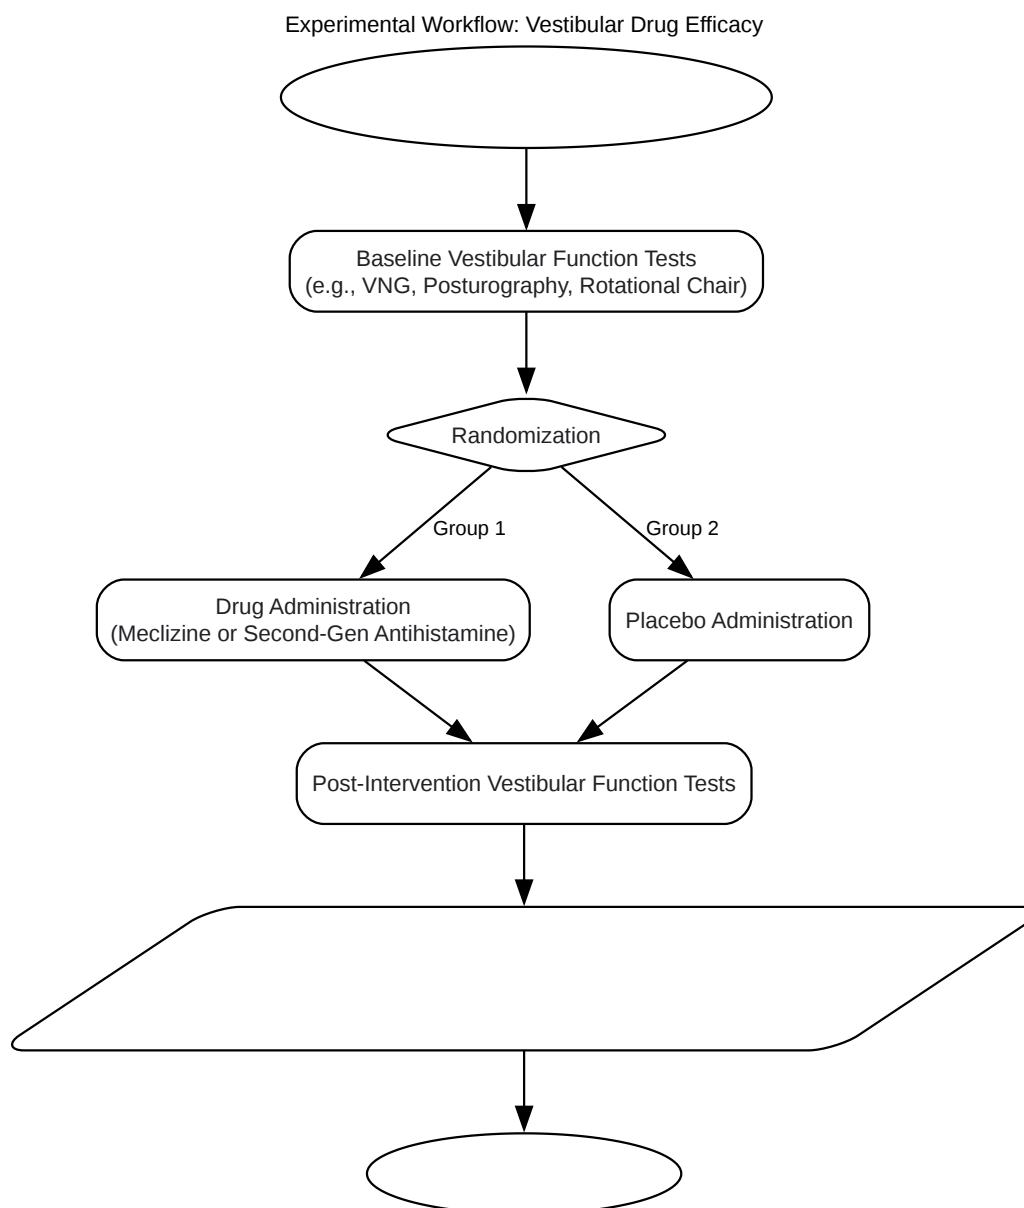 Experimental Workflow: Vestibular Drug Efficacy
Baseline Vestibular Function Tests
(e.g., VNG, Posturography, Rotational Chair)
Randomization
Group 1
Group 2
Drug Administration
(Meclizine or Second-Gen Antihistamine)
Placebo Administration
Post-Intervention Vestibular Function Tests